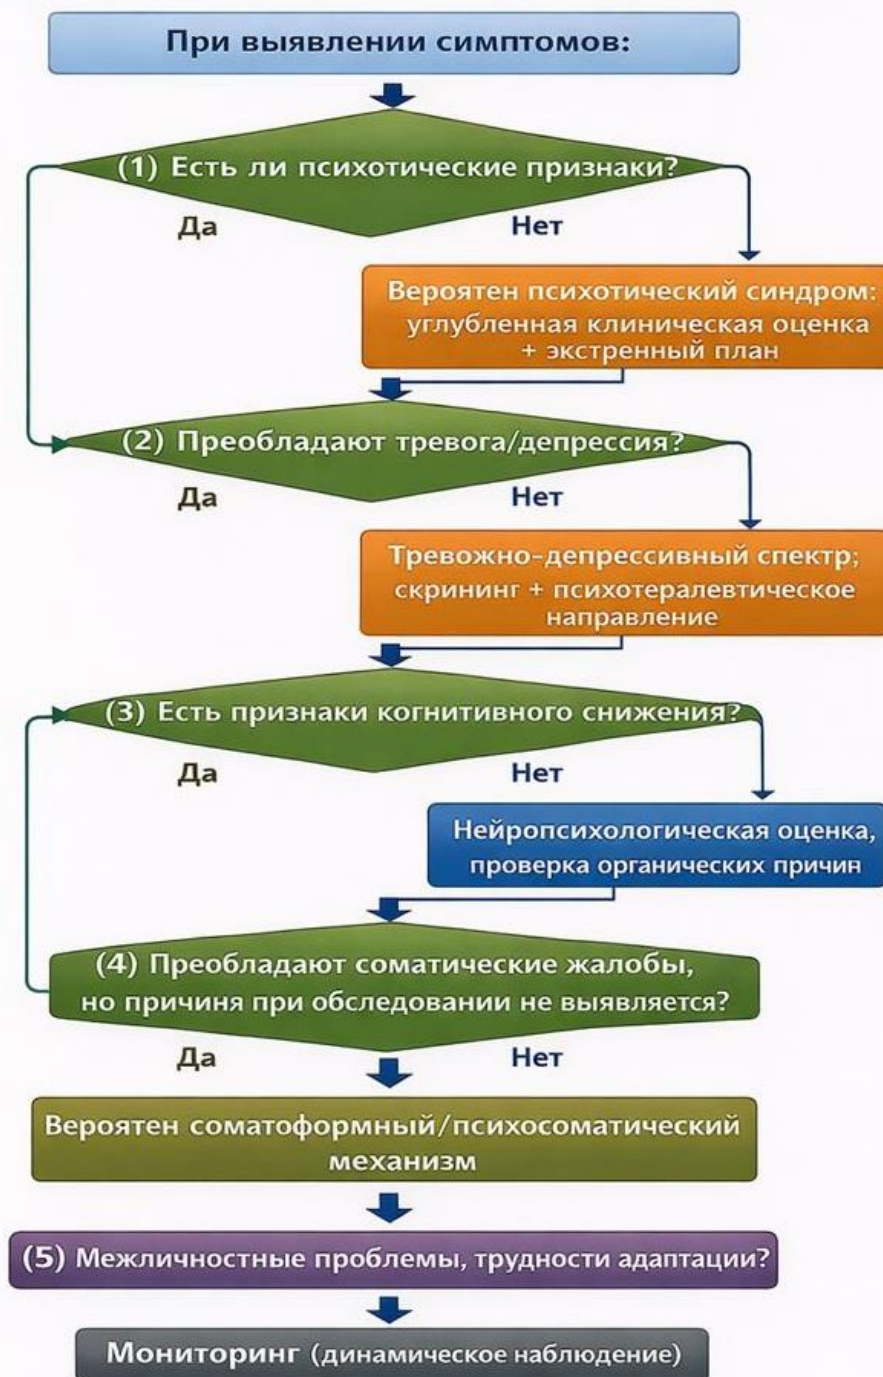 При выявлении симптомов:
(1) Есть ли психотические признаки?
Да
Нет
Вероятен психотический синдром:
углубленная клиническая оценка
+ экстренный план
(2) Преобладают тревога/депрессия?
Да
Нет
Тревожно-депрессивный спектр;
скрининг + психотералевтическое
направление
(3) Есть признаки когнитивного снижения?
Да
Нет
Нейропсихологическая оценка,
проверка органических причин
(4) Преобладают соматические жалобы,
но причиня при обследовании не выявляется?
Да
Нет
Вероятен соматоформный/психосоматический
механизм
(5) Межличностные проблемы, трудности адаптации?
Мониторинг (динамическое наблюдение)